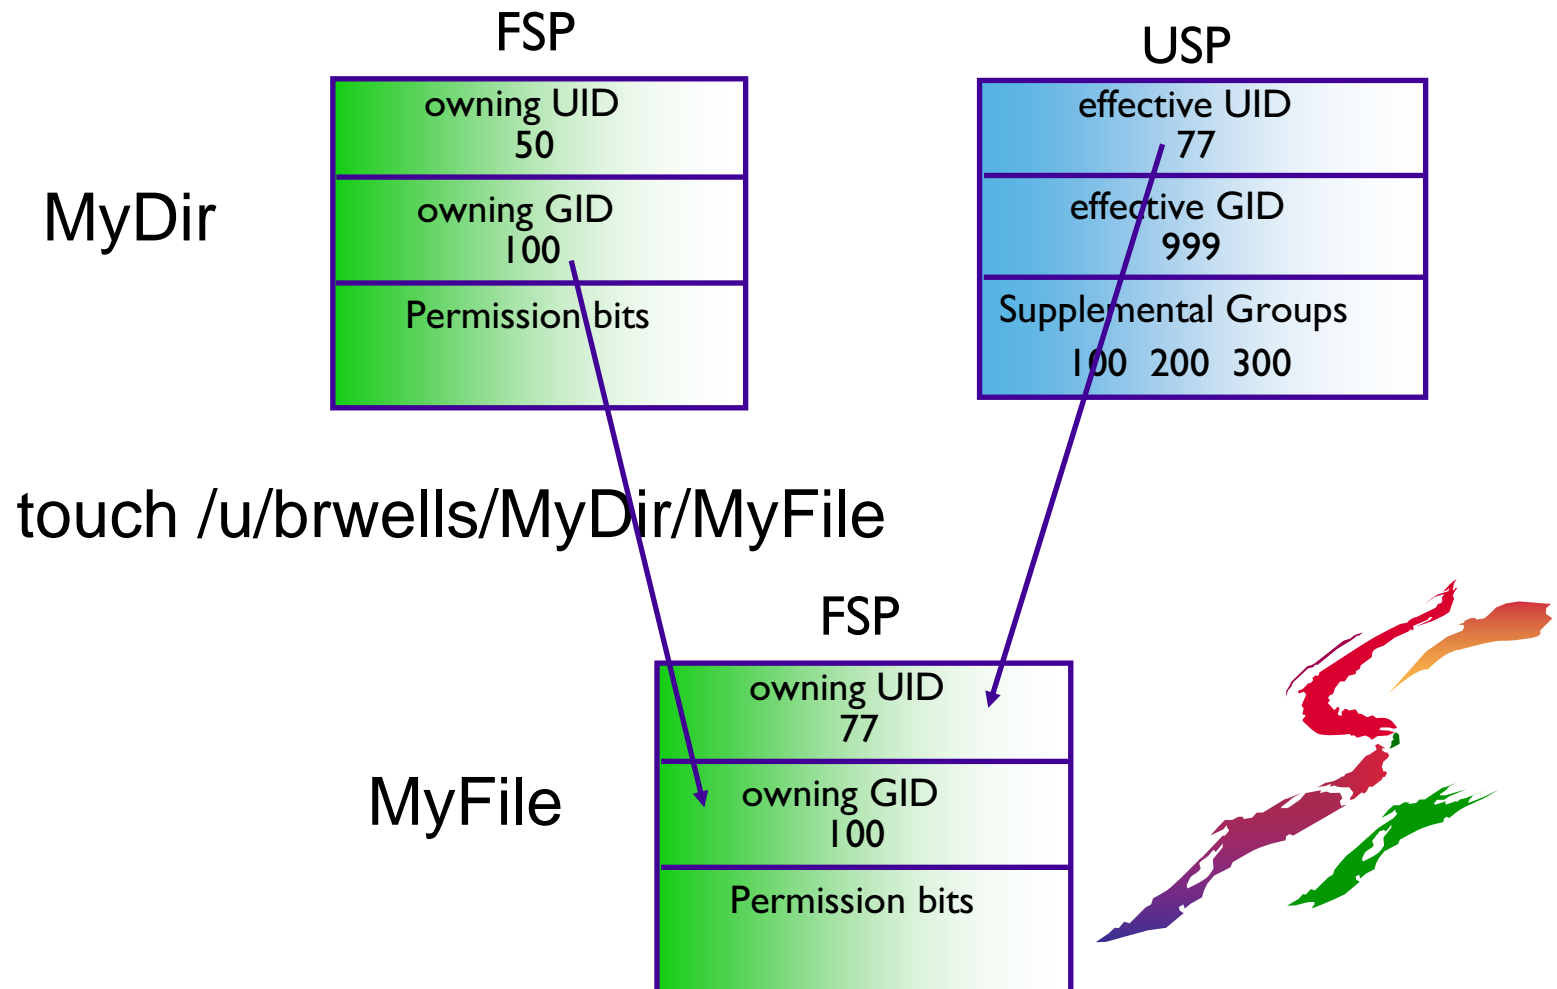 FSP
USP
MyDir
owning UID
50
owning GID
100
Permission bits
effective UID
77
effective GID
999
Supplemental Groups
100 200 300
touch /u/brwells/MyDir/MyFile
FSP
MyFile
owning UID
77
owning GID
100
Permission bits